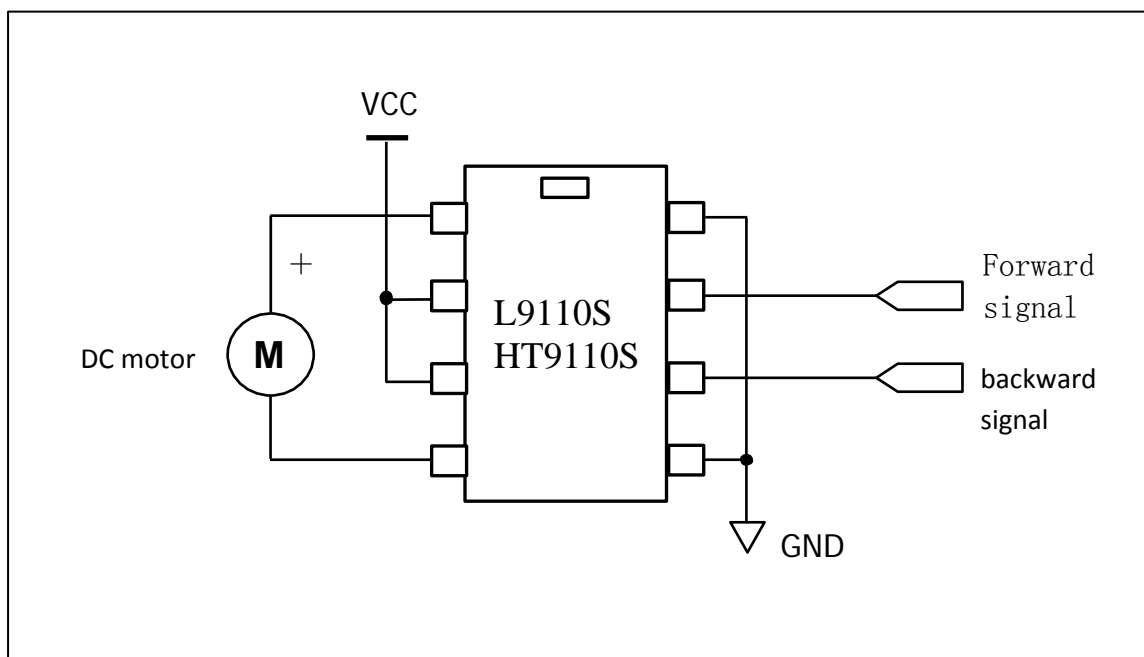 VCC
+
DC motor
M
L9110S
HT9110S
Forward
signal
backward
signal
GND